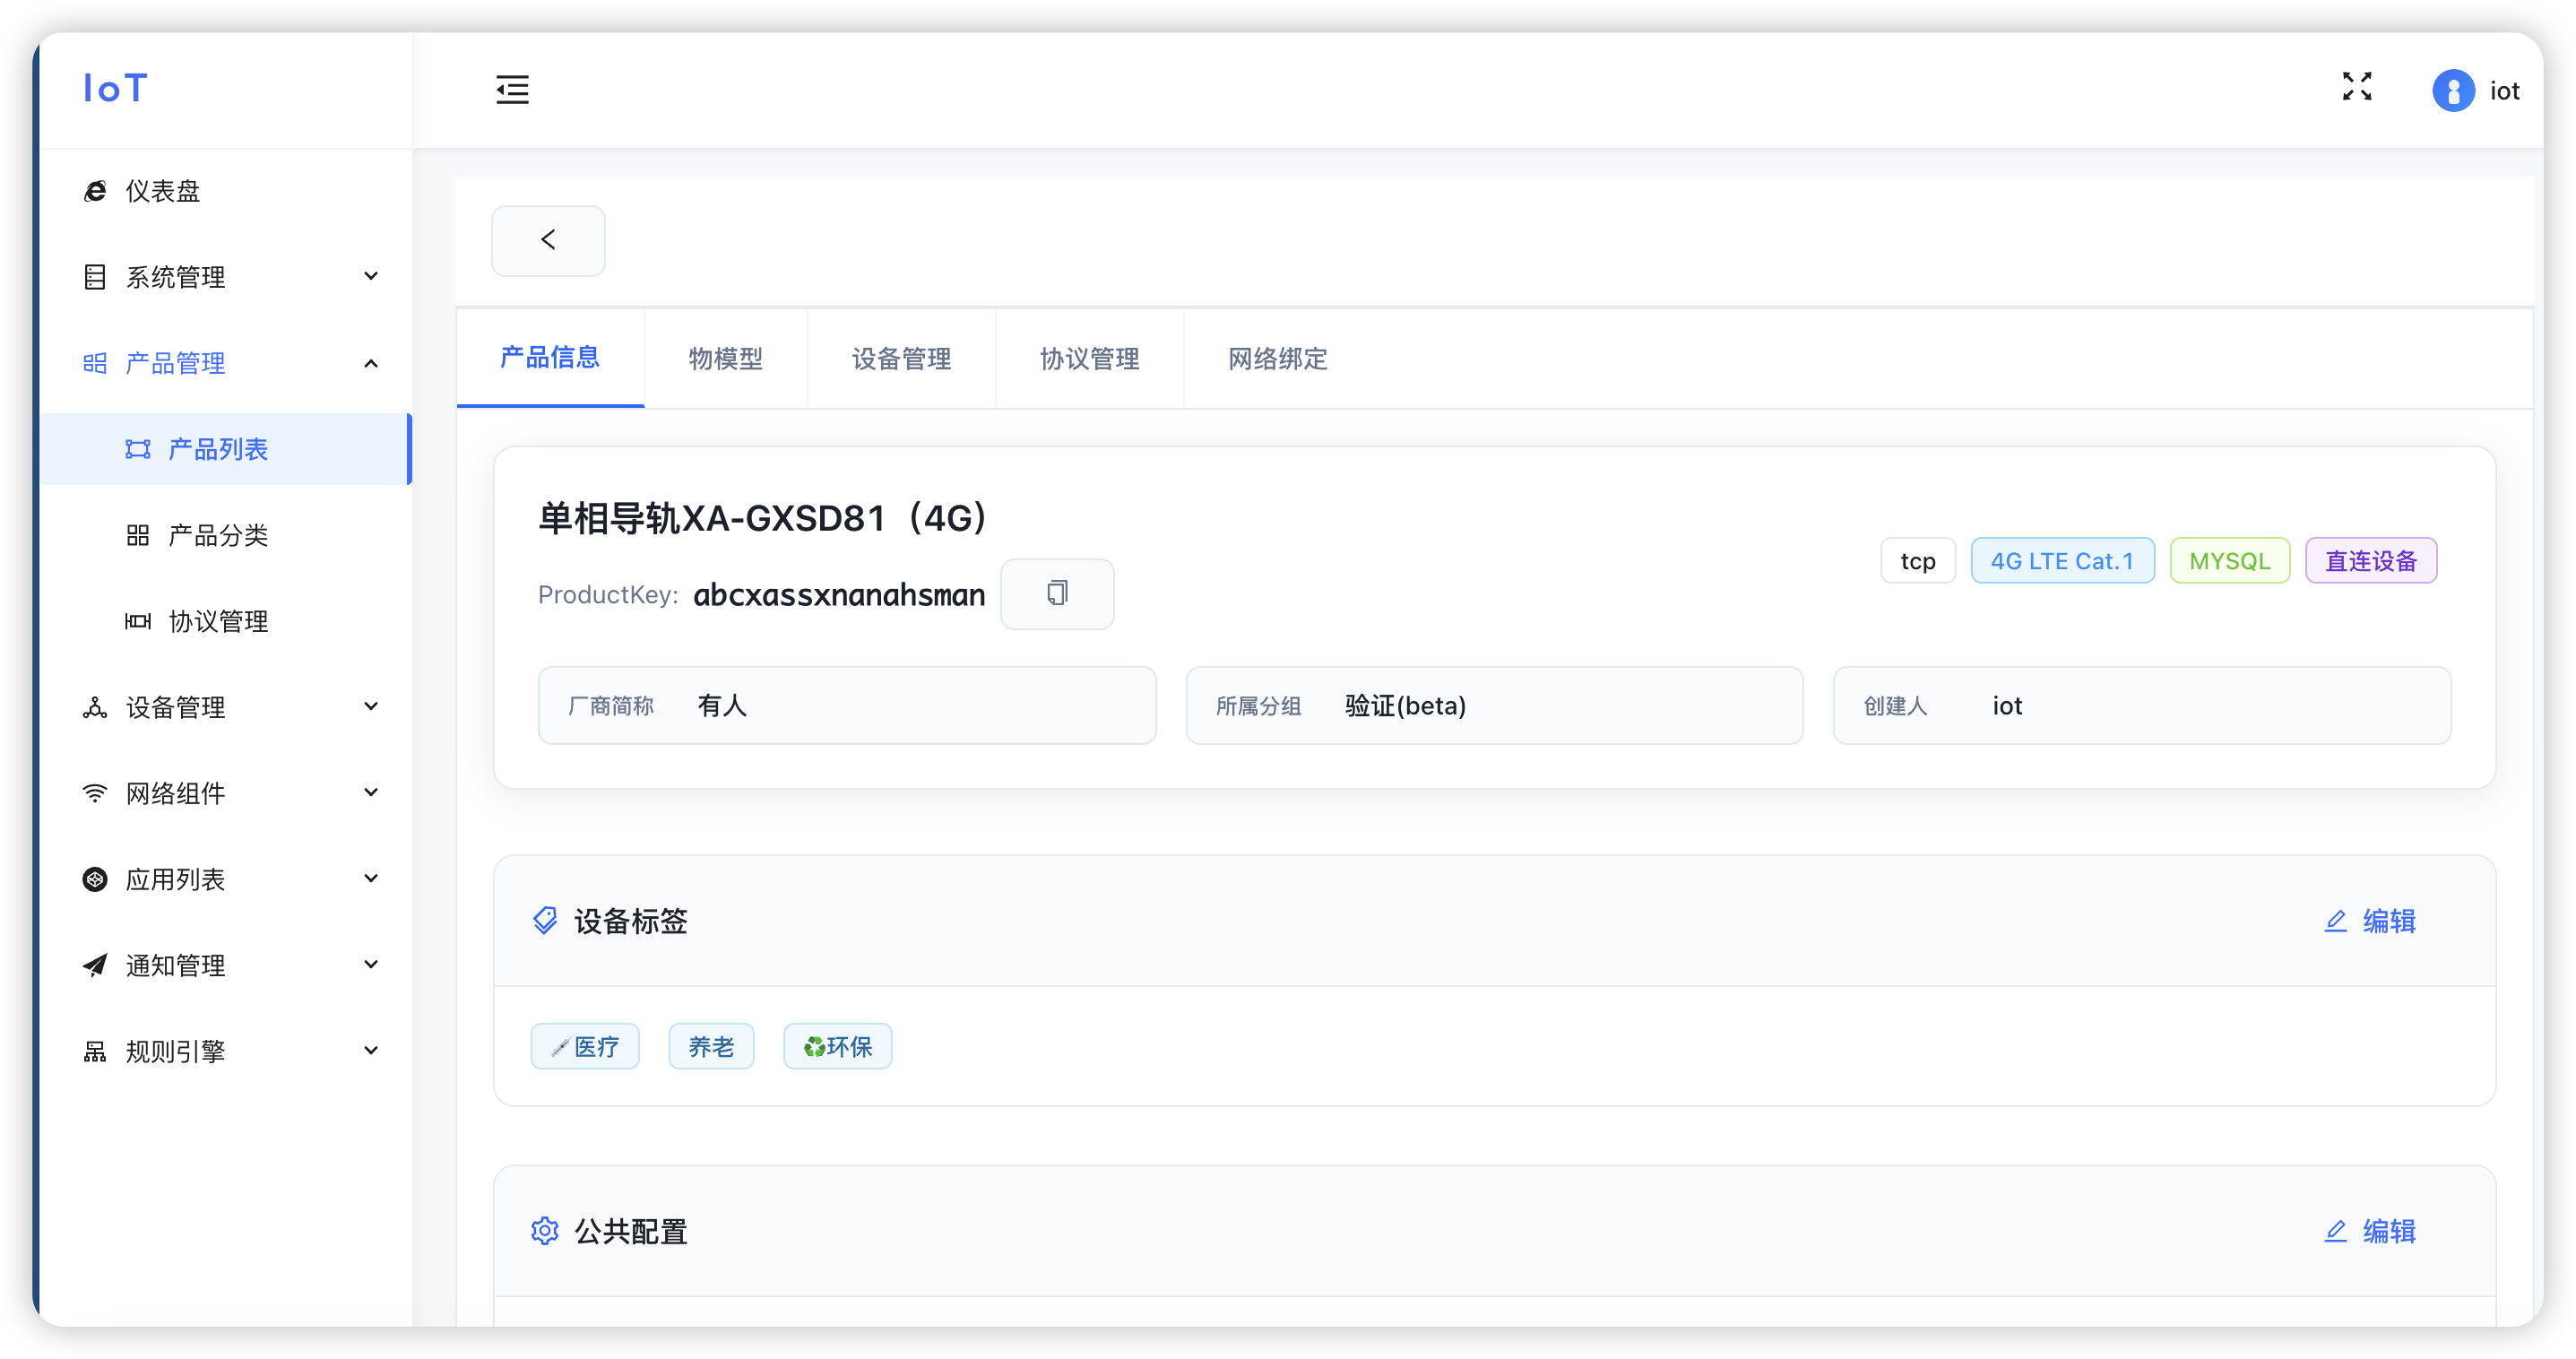 IoT
iot
仪表盘
系统管理
产品管理
产品列表
产品分类
协议管理
设备管理
网络组件
应用列表
通知管理
规则引擎
产品信息 物模型 设备管理 协议管理 网络绑定
单相导轨XA-GXSD81（4G）
ProductKey: abcxassxnanahsman
tcp 4G LTE Cat.1 MYSQL 直连设备
厂商简称 有人 所属分组 验证(beta) 创建人 iot
设备标签 编辑
医疗 养老 环保
公共配置 编辑